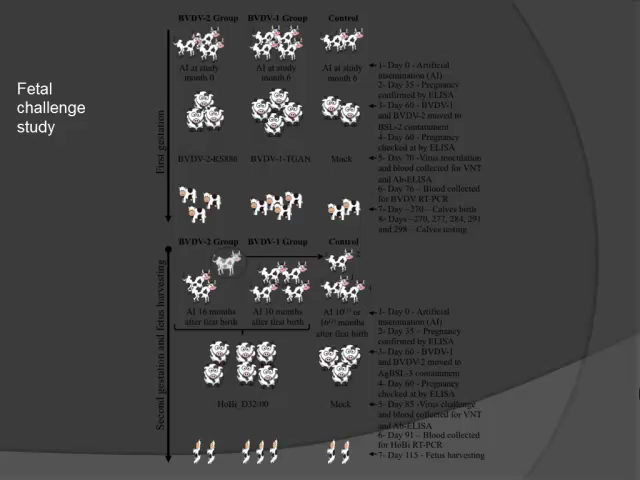 Fetal
challenge
study
BVDV-2 Group BVDV-1 Group Control
AI at study AI at study AI at study
month 0 month 6 month 6
First gestation
BVDV-2-RS886 BVDV-1-TGAN Mock
1- Day 0 - Artificial
insemination (AI)
2- Day 35 - Pregnancy
confirmed by ELISA
3- Day 60 - BVDV-1
and BVDV-2 moved to
BSL-2 containment
4- Day 60 - Pregnancy
checked at by ELISA
5- Day 70 -Virus inoculation
and blood collected for VNT
and Ab-ELISA
6- Day 76 – Blood collected
for BVDV RT-PCR
7- Day ~270 – Calves birth
8- Days ~270, 277, 284, 291
and 298 – Calves testing
BVDV-2 Group BVDV-1 Group Control
AI 16 months AI 10 months
after first birth after first birth
months
after first birth
Second gestation and fetus harvesting
HoBi_D32/00 Mock
1- Day 0 - Artificial
insemination (AI)
2- Day 35 – Pregnancy
confirmed by ELISA
3- Day 60 - BVDV-1
and BVDV-2 moved to
AgBSL-3 containment
4- Day 60 - Pregnancy
checked at by ELISA
5- Day 85 -Virus challenge
and blood collected for VNT
and Ab-ELISA
6- Day 91 – Blood collected
for HoBi RT-PCR
7- Day 115 - Fetus harvesting